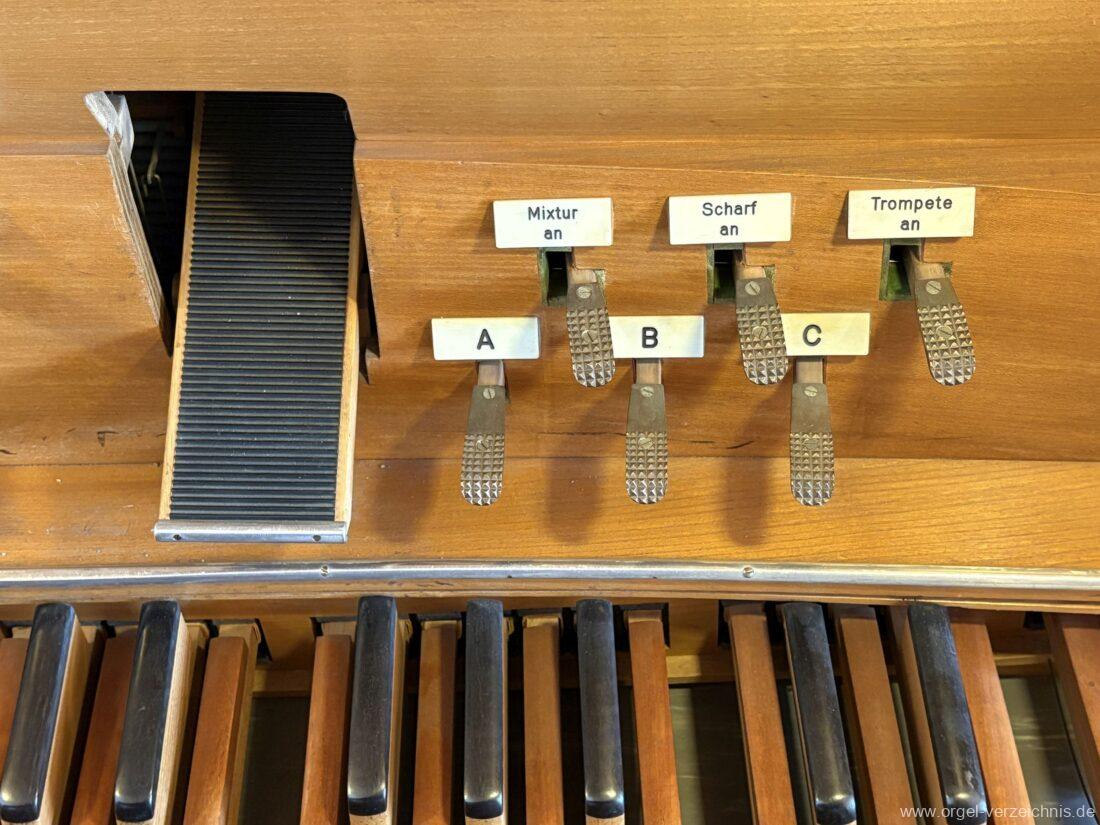 Mixtur
an
Scharf
an
Trompete
an
A
B
C
www.orgel-verzeichnis.de